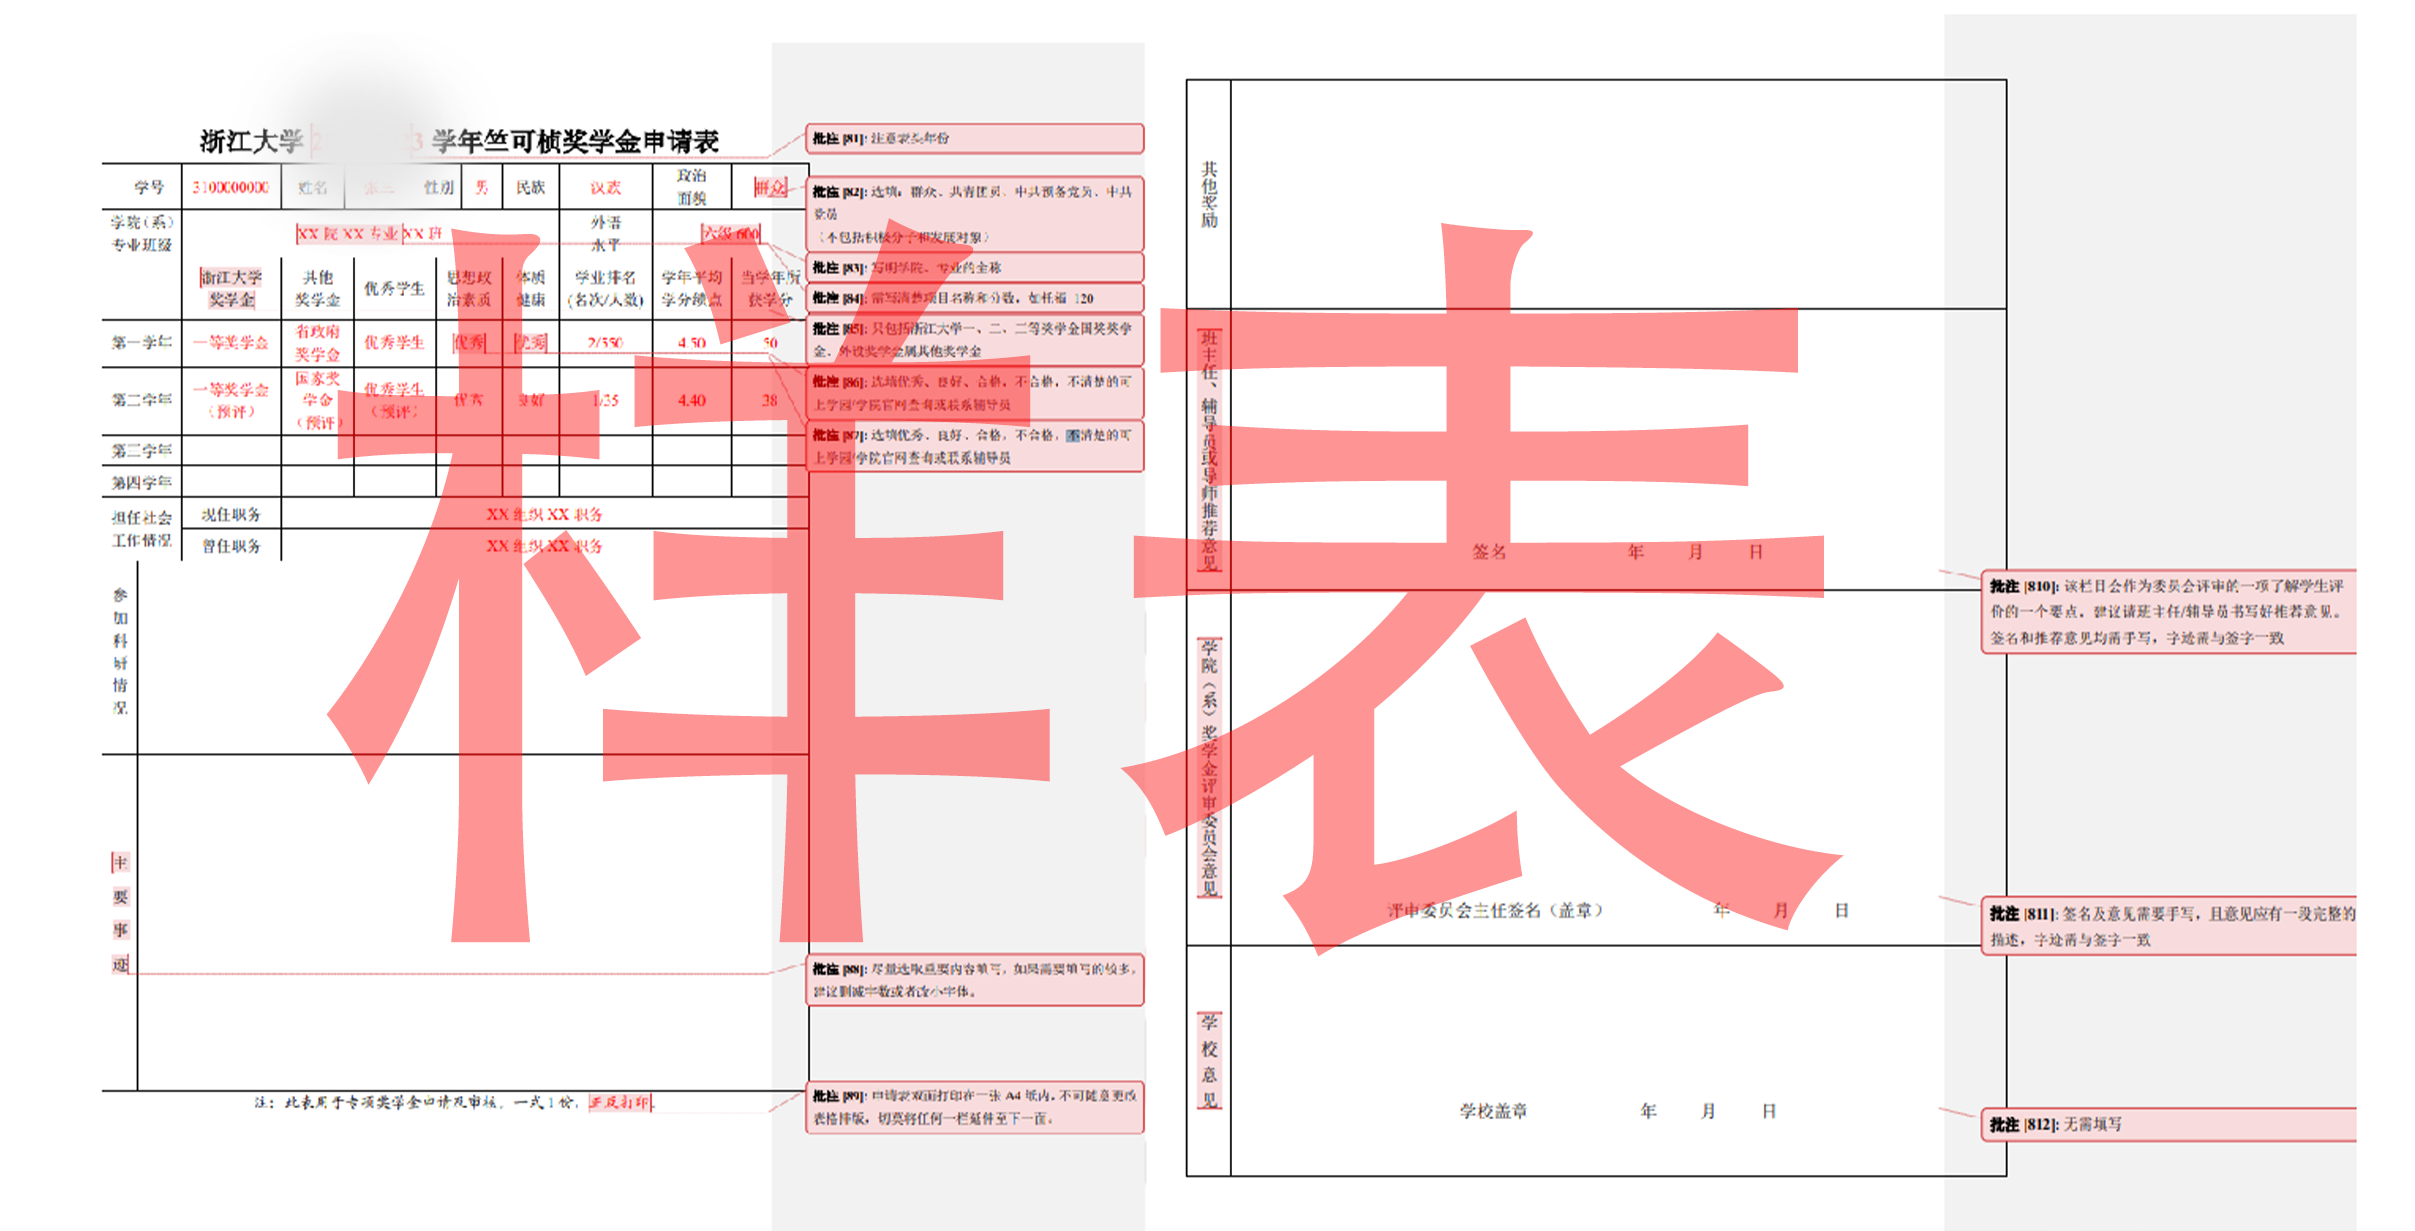 浙江大学
3 学年竺可桢奖学金申请表
学号 3100000000 姓名 性别 男 民族 汉族 政治面貌 群众
学院（系）专业班级 XX 院 XX 专业 XX 班 外语水平 六级 600
浙江大学奖学金 其他奖学金 优秀学生 思想政治素质 体质健康 学业排名（名次/人数） 学年平均学分绩点 当学年所获学分
第一学年 一等奖学金 省政府奖学金 优秀学生 优秀 优秀 2/350 4.50 50
第二学年 一等奖学金（预评） 国家奖学金（预评） 优秀学生（预评） 优秀 良好 1/35 4.40 38
第三学年
第四学年
担任社会工作情况 现任职务 XX 组织 XX 职务
曾任职务 XX 组织 XX 职务
参加科研情况
主要事迹
注：此表用于专项奖学金申请及审核，一式1份，正反打印。
批注 [81]: 注意表头年份
批注 [82]: 选填：群众、共青团员、中共预备党员、中共
党员
（不包括积极分子和发展对象）
批注 [83]: 写明学院、专业的全称
批注 [84]: 需写清楚项目名称和分数，如托福 120
批注 [85]: 只包括浙江大学一、二、三等奖学金国奖奖学
金、外设奖学金属其他奖学金
批注 [86]: 选填优秀、良好、合格，不合格，不清楚的可
上学园/学院官网查询或联系辅导员
批注 [87]: 选填优秀、良好、合格，不合格，不清楚的可
上学园/学院官网查询或联系辅导员
批注 [88]: 尽量选取重要内容填写，如果需要填写的较多，
建议删减字数或者改小字体。
批注 [89]: 申请表双面打印在一张 A4 纸内，不可随意更改
表格排版，切莫将任何一栏延伸至下一面。
其他奖励
班主任、辅导员或导师推荐意见
签名 年 月 日
学院（系）奖学金评审委员会意见
评审委员会主任签名（盖章） 年 月 日
学校意见
学校盖章 年 月 日
批注 [810]: 该栏目会作为委员会评审的一项了解学生评
价的一个要点，建议请班主任/辅导员书写好推荐意见。
签名和推荐意见均需手写，字迹需与签字一致
批注 [811]: 签名及意见需要手写，且意见应有一段完整的
描述，字迹需与签字一致
批注 [812]: 无需填写
样表